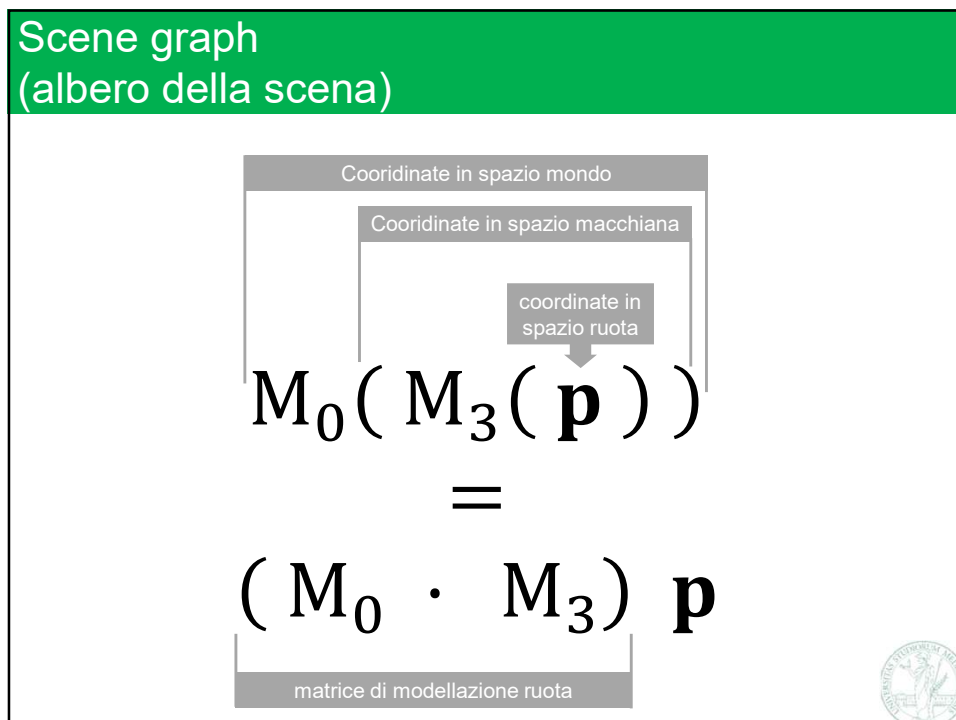 Scene graph
(albero della scena)
Cooridinate in spazio mondo
Cooridinate in spazio macchiana
coordinate in
spazio ruota
M₀( M₃( p ) )
=
( M₀ · M₃) p
matrice di modellazione ruota